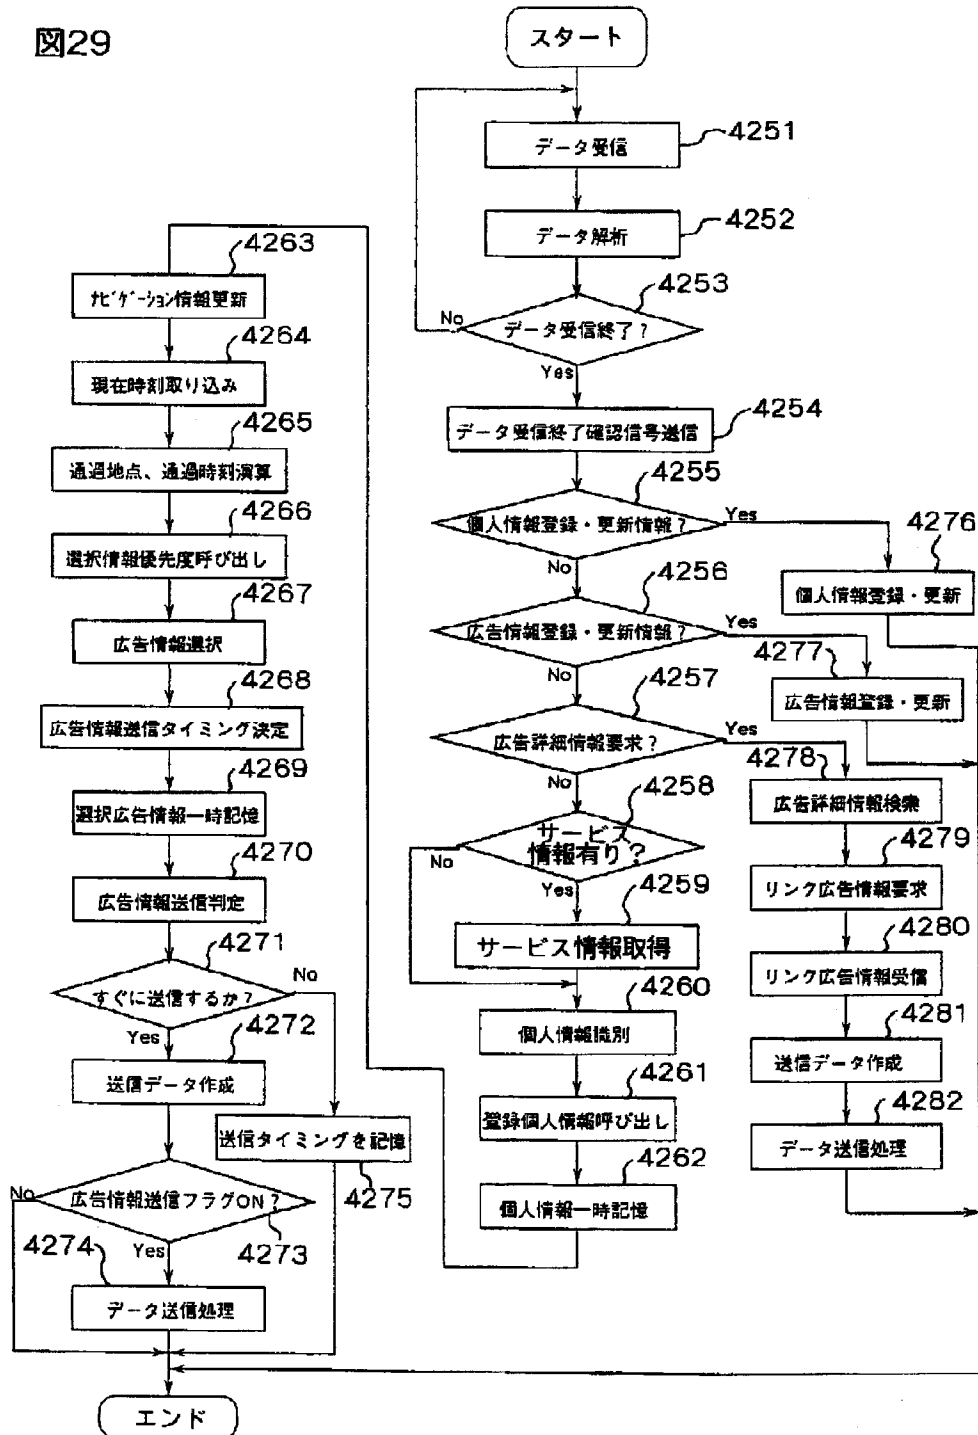 図29
スタート
データ受信
4251
データ解析
4252
データ受信終了？
4253
No
Yes
データ受信終了確認信号送信
4254
個人情報登録・更新情報？
4255
Yes
No
個人情報登録・更新
4276
広告情報登録・更新情報？
4256
Yes
No
広告情報登録・更新
4277
広告詳細情報要求？
4257
Yes
No
広告詳細情報検索
4278
リンク広告情報要求
4279
リンク広告情報受信
4280
送信データ作成
4281
データ送信処理
4282
サービス
情報有り？
4258
No
Yes
サービス情報取得
4259
個人情報識別
4260
登録個人情報呼び出し
4261
個人情報一時記憶
4262
ナビゲーション情報更新
4263
現在時刻取り込み
4264
通過地点、通過時刻演算
4265
選択情報優先度呼び出し
4266
広告情報選択
4267
広告情報送信タイミング決定
4268
選択広告情報一時記憶
4269
広告情報送信判定
4270
すぐに送信するか？
4271
No
Yes
送信データ作成
4272
送信タイミングを記憶
4275
広告情報送信フラグON？
4273
No
Yes
データ送信処理
4274
エンド